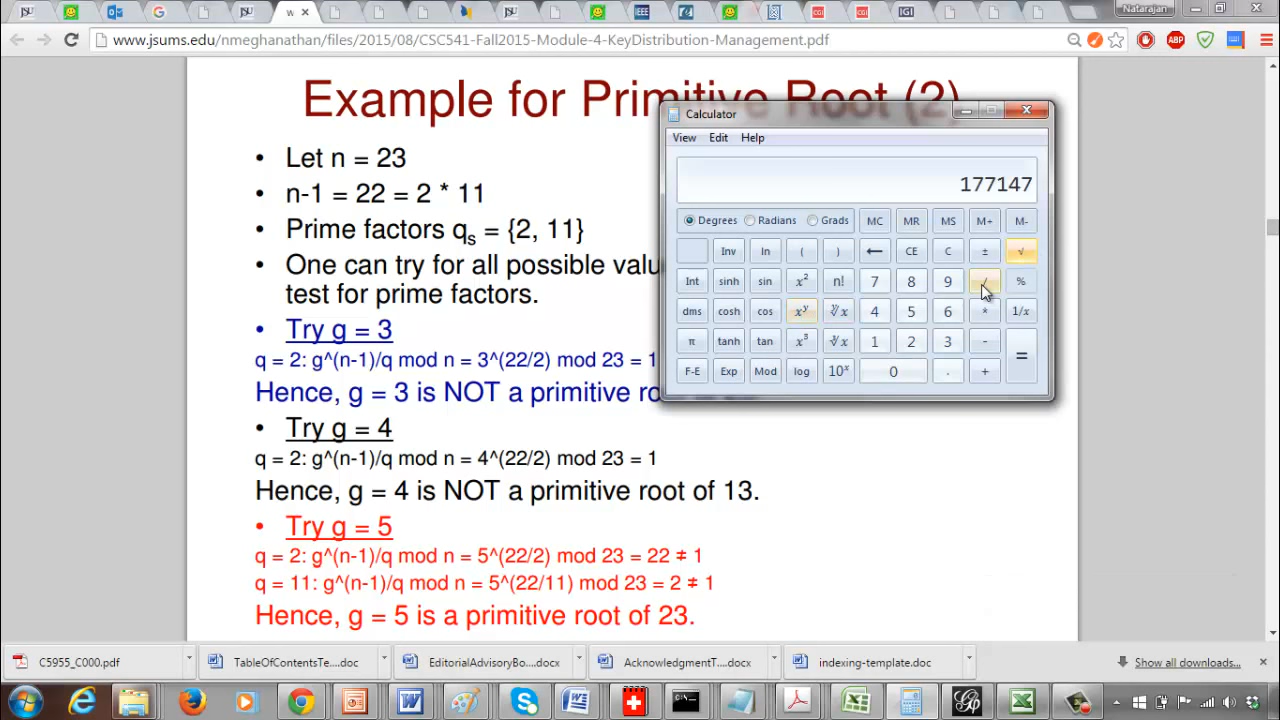 Natarajan
www.jsums.edu/nmeghanathan/files/2015/08/CSC541-Fall2015-Module-4-KeyDistribution-Management.pdf
Example for Primitive Root (2)
• Let n = 23
• n-1 = 22 = 2 * 11
• Prime factors qs = {2, 11}
• One can try for all possible valu
test for prime factors.
• Try g = 3
q = 2: g^(n-1)/q mod n = 3^(22/2) mod 23 = 1
Hence, g = 3 is NOT a primitive ro
• Try g = 4
q = 2: g^(n-1)/q mod n = 4^(22/2) mod 23 = 1
Hence, g = 4 is NOT a primitive root of 13.
• Try g = 5
q = 2: g^(n-1)/q mod n = 5^(22/2) mod 23 = 22 ≠ 1
q = 11: g^(n-1)/q mod n = 5^(22/11) mod 23 = 2 ≠ 1
Hence, g = 5 is a primitive root of 23.
Calculator
View Edit Help
177147
Degrees Radians Grads MC MR MS M+ M-
Inv ln ( ) ← CE C ± √
Int sinh sin x² n! 7 8 9 / %
dms cosh cos xʸ ʸ√x 4 5 6 * 1/x
π tanh tan x³ ³√x 1 2 3 - =
F-E Exp Mod log 10ˣ 0 . +
C5955_C000.pdf TableOfContentsTe....docx EditorialAdvisoryBo....docx AcknowledgmentT....docx indexing-template.doc Show all downloads...